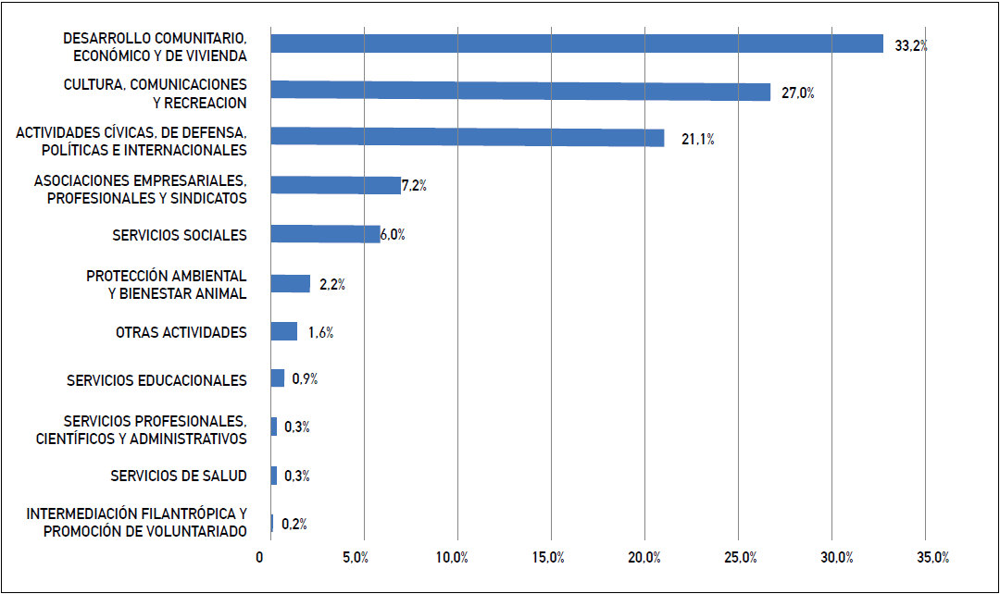 DESARROLLO COMUNITARIO,
ECONÓMICO Y DE VIVIENDA
33,2%
CULTURA, COMUNICACIONES
Y RECREACION
27,0%
ACTIVIDADES CÍVICAS, DE DEFENSA,
POLÍTICAS E INTERNACIONALES
21,1%
ASOCIACIONES EMPRESARIALES,
PROFESIONALES Y SINDICATOS
7,2%
SERVICIOS SOCIALES
6,0%
PROTECCIÓN AMBIENTAL
Y BIENESTAR ANIMAL
2,2%
OTRAS ACTIVIDADES
1,6%
SERVICIOS EDUCACIONALES
0,9%
SERVICIOS PROFESIONALES,
CIENTÍFICOS Y ADMINISTRATIVOS
0,3%
SERVICIOS DE SALUD
0,3%
INTERMEDIACIÓN FILANTRÓPICA Y
PROMOCIÓN DE VOLUNTARIADO
0,2%
0 5,0% 10,0% 15,0% 20,0% 25,0% 30,0% 35,0%